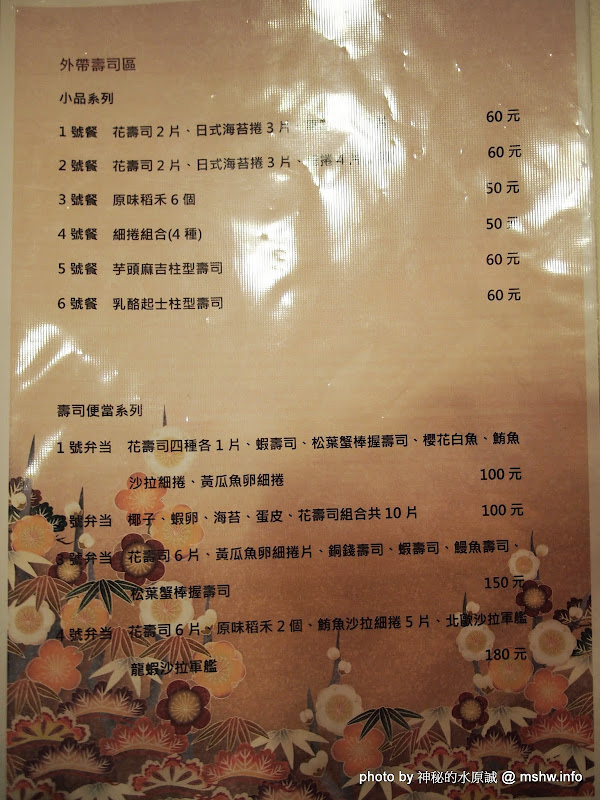 外帶壽司區
小品系列
1 號餐 花壽司 2 片、日式海苔捲 3 片、 60 元
2 號餐 花壽司 2 片、日式海苔捲 3 片、 捲 4 片 60 元
3 號餐 原味稻禾 6 個 50 元
4 號餐 細捲組合(4 種) 50 元
5 號餐 芋頭麻吉柱型壽司 60 元
6 號餐 乳酪起士柱型壽司 60 元
壽司便當系列
1 號弁当 花壽司四種各 1 片、蝦壽司、松葉蟹棒握壽司、櫻花白魚、鮪魚
沙拉細捲、黃瓜魚卵細捲 100 元
2 號弁当 椰子、蝦卵、海苔、蛋皮、花壽司組合共 10 片 100 元
3 號弁当 花壽司 6 片、黃瓜魚卵細捲片、銅錢壽司、蝦壽司、鰻魚壽司、
松葉蟹棒握壽司 150 元
4 號弁当 花壽司 6 片、原味稻禾 2 個、鮪魚沙拉細捲 5 片、北歐沙拉軍艦
龍蝦沙拉軍艦 180 元
photo by 神秘的水原誠 @ mshw.info